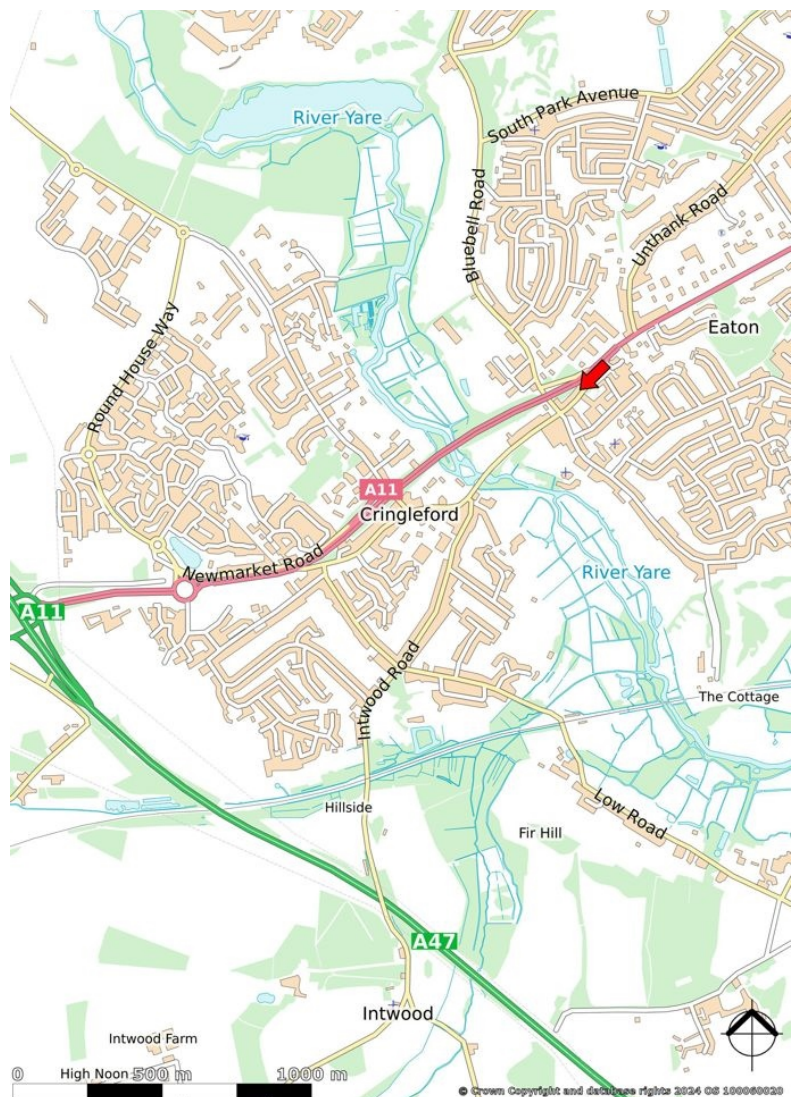 River Yare
South Park Avenue
Bluebell Road
Unthank Road
Eaton
Round House Way
A11
Cringleford
Newmarket Road
River Yare
A11
Intwood Road
The Cottage
Hillside
Low Road
Fir Hill
A47
Intwood
Intwood Farm
High Noon
0 500 m 1000 m
© Crown Copyright and database rights 2024 OS 100060020